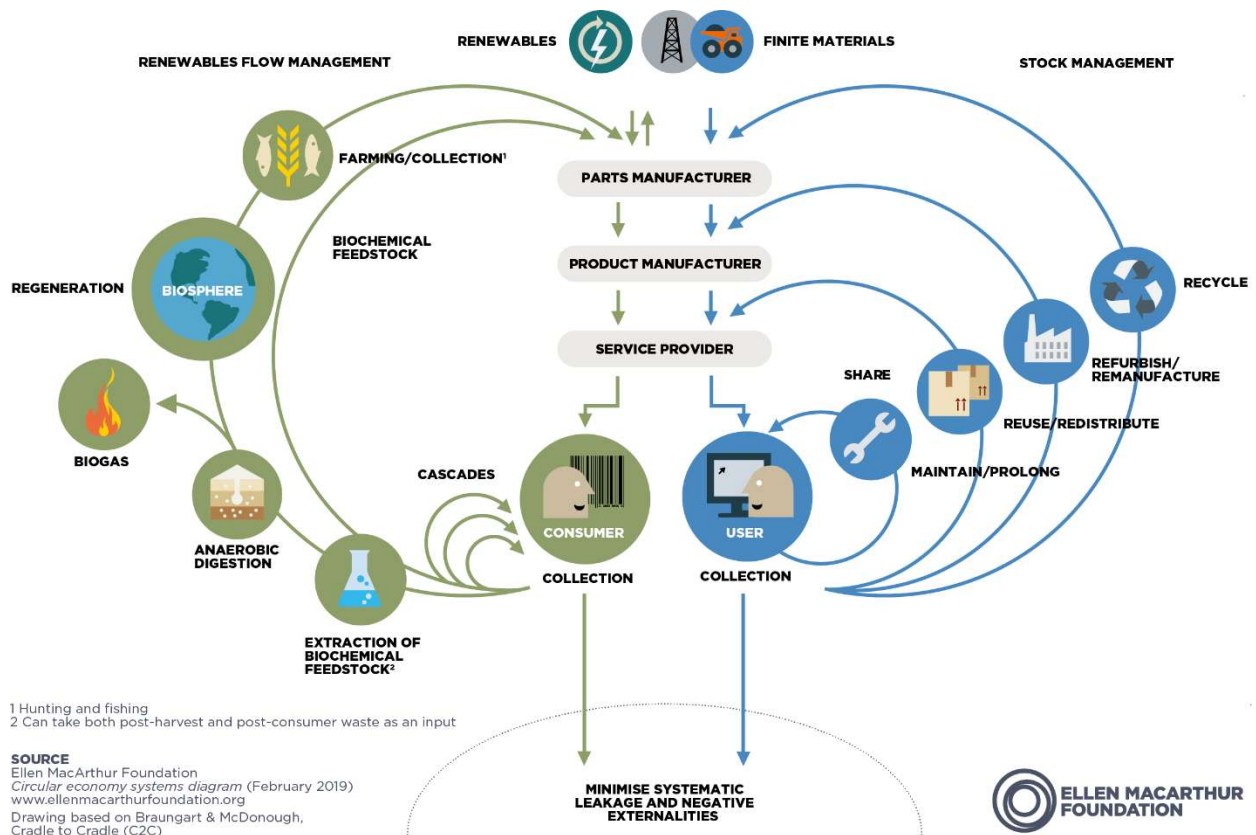 RENEWABLES
FINITE MATERIALS
RENEWABLES FLOW MANAGEMENT
STOCK MANAGEMENT
FARMING/COLLECTION¹
PARTS MANUFACTURER
BIOCHEMICAL
FEEDSTOCK
PRODUCT MANUFACTURER
REGENERATION
BIOSPHERE
RECYCLE
SERVICE PROVIDER
SHARE
REFURBISH/
REMANUFACTURE
REUSE/REDISTRIBUTE
BIOGAS
CASCADES
MAINTAIN/PROLONG
CONSUMER
USER
ANAEROBIC
DIGESTION
COLLECTION
COLLECTION
EXTRACTION OF
BIOCHEMICAL
FEEDSTOCK²
1 Hunting and fishing
2 Can take both post-harvest and post-consumer waste as an input
SOURCE
Ellen MacArthur Foundation
Circular economy systems diagram (February 2019)
www.ellenmacarthurfoundation.org
Drawing based on Braungart & McDonough,
Cradle to Cradle (C2C)
MINIMISE SYSTEMATIC
LEAKAGE AND NEGATIVE
EXTERNALITIES
ELLEN MACARTHUR
FOUNDATION